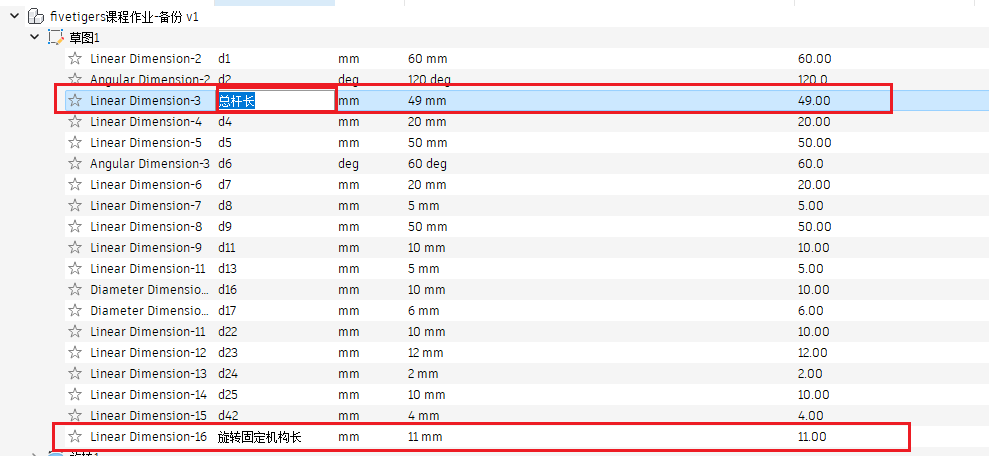 fivetigers课程作业-备份 v1
草图1
Linear Dimension-2 d1 mm 60 mm 60.00
Angular Dimension-2 d2 deg 120 deg 120.0
Linear Dimension-3 总杆长 mm 49 mm 49.00
Linear Dimension-4 d4 mm 20 mm 20.00
Linear Dimension-5 d5 mm 50 mm 50.00
Angular Dimension-3 d6 deg 60 deg 60.0
Linear Dimension-6 d7 mm 20 mm 20.00
Linear Dimension-7 d8 mm 5 mm 5.00
Linear Dimension-8 d9 mm 50 mm 50.00
Linear Dimension-9 d11 mm 10 mm 10.00
Linear Dimension-11 d13 mm 5 mm 5.00
Diameter Dimensio... d16 mm 10 mm 10.00
Diameter Dimensio... d17 mm 6 mm 6.00
Linear Dimension-11 d22 mm 10 mm 10.00
Linear Dimension-12 d23 mm 12 mm 12.00
Linear Dimension-13 d24 mm 2 mm 2.00
Linear Dimension-14 d25 mm 10 mm 10.00
Linear Dimension-15 d42 mm 4 mm 4.00
Linear Dimension-16 旋转固定机构长 mm 11 mm 11.00
旋转1